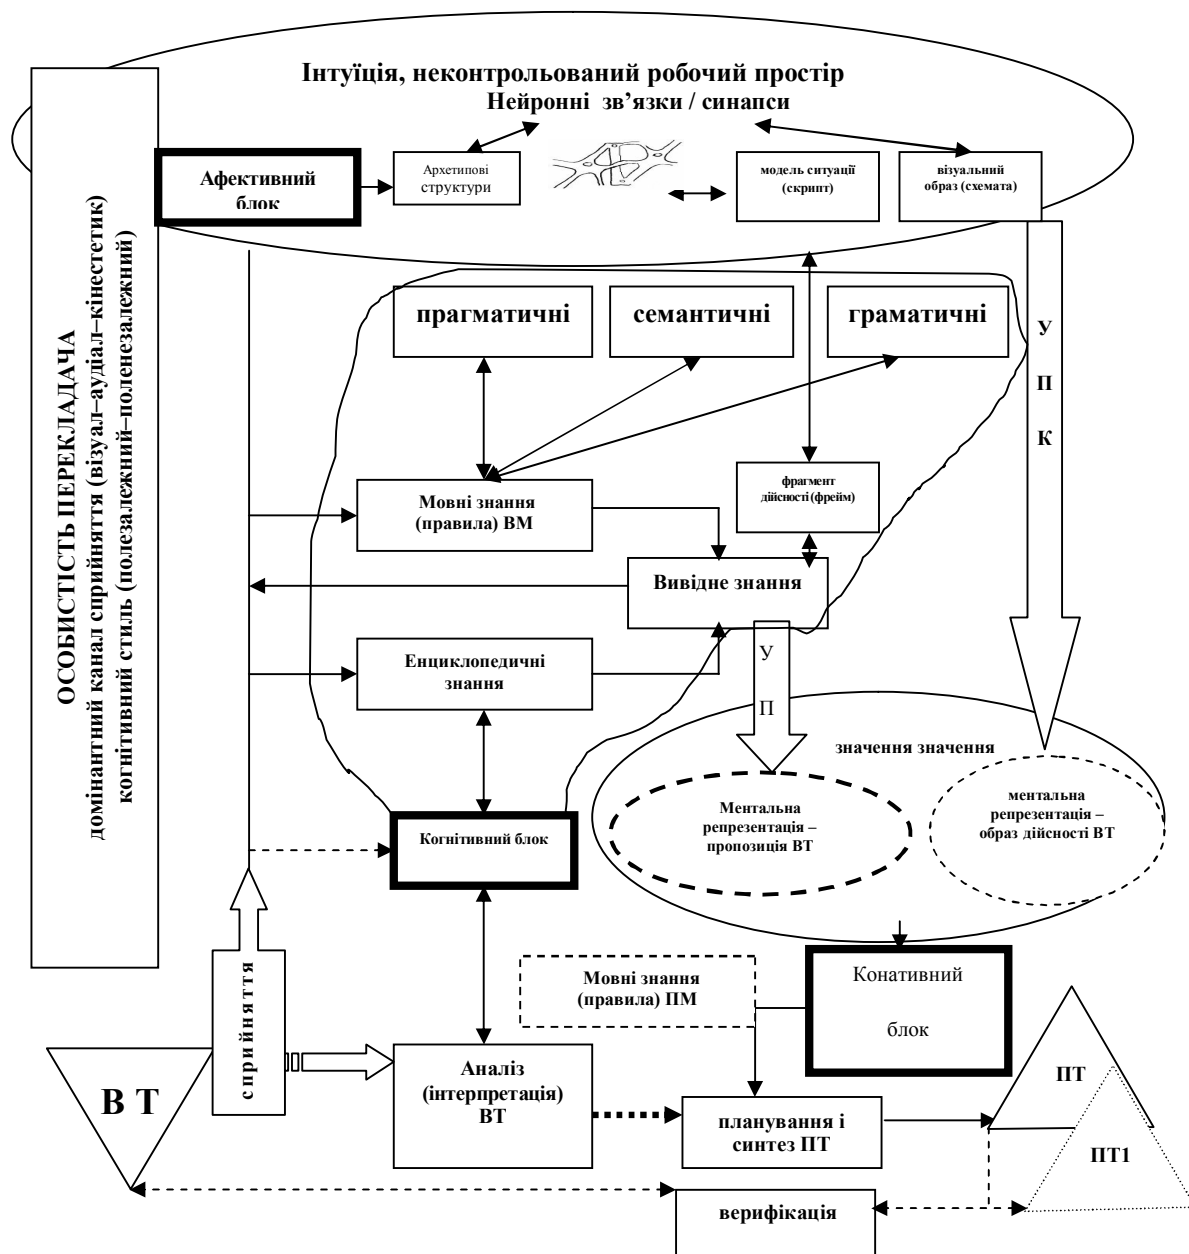 Інтуїція, неконтрольований робочий простір
Нейронні зв’язки / синапси
ОСОБИСТІСТЬ ПЕРЕКЛАДАЧА
домінантний канал сприйняття (візуал–аудіал–кінестетик)
когнітивний стиль (полезалежний–поленезалежний)
Афективний
блок
Архетипові
структури
модель ситуації
(скрипт)
візуальний
образ (схемата)
прагматичні
семантичні
граматичні
У
П
К
Мовні знання
(правила) ВМ
фрагмент
дійсності (фрейм)
Вивідне знання
Енциклопедичні
знання
У
П
значення значення
Ментальна
репрезентація –
пропозиція ВТ
ментальна
репрезентація –
образ дійсності ВТ
Когнітивний блок
сприйняття
Мовні знання
(правила) ПМ
Конативний
блок
В Т
Аналіз
(інтерпретація)
ВТ
планування і
синтез ПТ
ПТ
ПТ1
верифікація